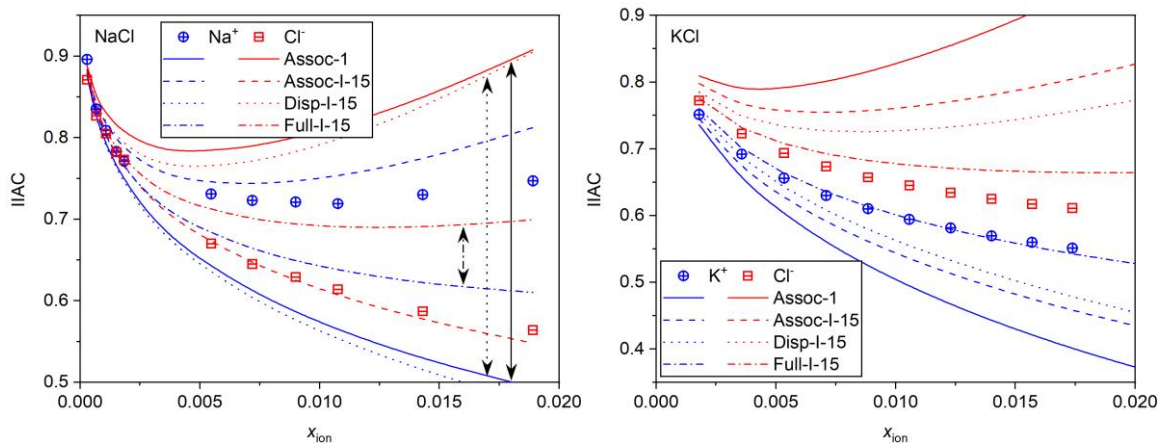 NaCl
Na+ Cl-
Assoc-1
Assoc-I-15
Disp-I-15
Full-I-15
IIAC
0.9
0.8
0.7
0.6
0.5
0.000 0.005 0.010 0.015 0.020
xion
KCl
K+ Cl-
Assoc-1
Assoc-I-15
Disp-I-15
Full-I-15
IIAC
0.9
0.8
0.7
0.6
0.5
0.4
0.000 0.005 0.010 0.015 0.020
xion